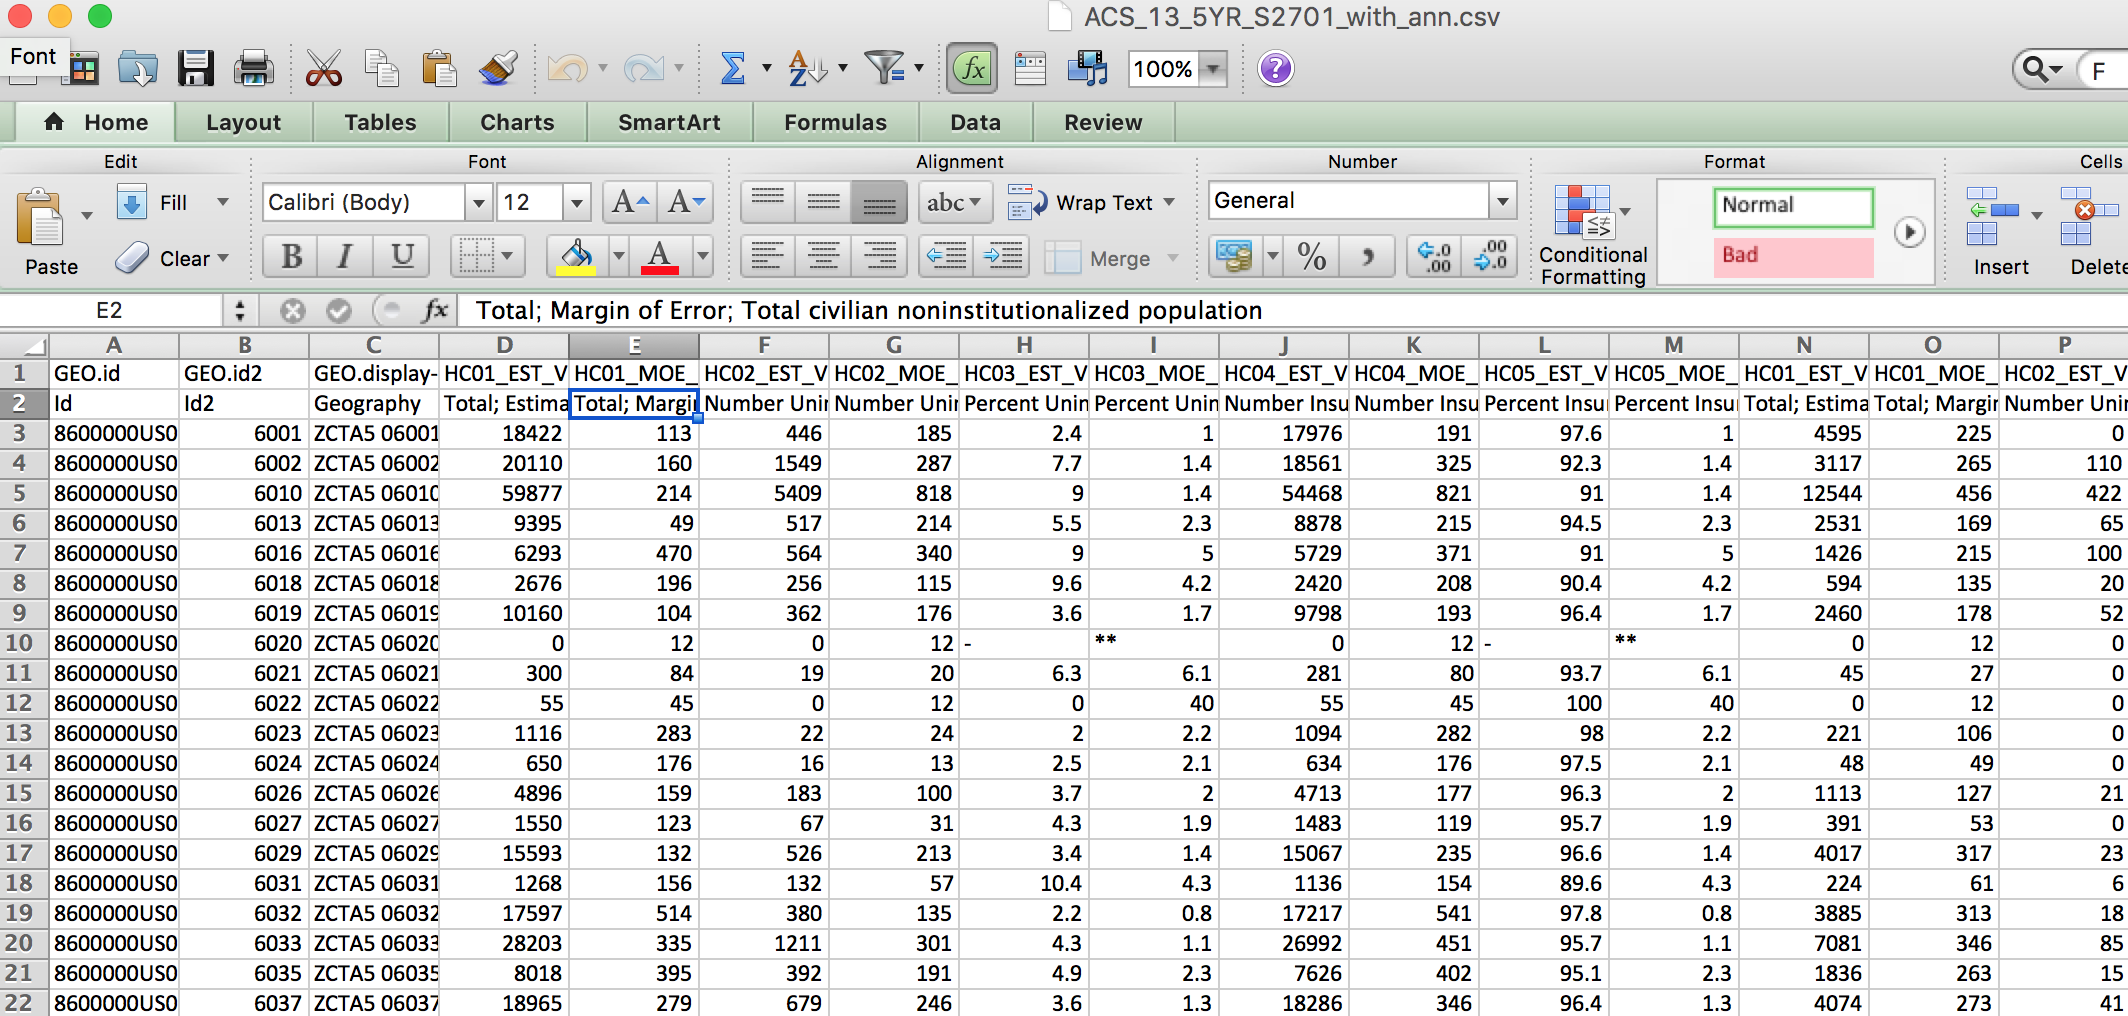 ACS_13_5YR_S2701_with_ann.csv
Font
100%
F
Home Layout Tables Charts SmartArt Formulas Data Review
Edit Font Alignment Number Format Cells
Fill Calibri (Body) 12 A A abc Wrap Text General Normal
Paste Clear B I U A Merge % Conditional Formatting Bad Insert Delete
E2 fx Total; Margin of Error; Total civilian noninstitutionalized population
A B C D E F G H I J K L M N O P
1 GEO.id GEO.id2 GEO.display- HC01_EST_V HC01_MOE_ HC02_EST_V HC02_MOE_ HC03_EST_V HC03_MOE_ HC04_EST_V HC04_MOE_ HC05_EST_V HC05_MOE_ HC01_EST_V HC01_MOE_ HC02_EST_V
2 Id Id2 Geography Total; Estima Total; Margin Number Unin Number Unin Percent Unin Percent Unin Number Insu Number Insu Percent Insu Percent Insu Total; Estima Total; Margin Number Unin
3 8600000US0 6001 ZCTA5 06001 18422 113 446 185 2.4 1 17976 191 97.6 1 4595 225 0
4 8600000US0 6002 ZCTA5 06002 20110 160 1549 287 7.7 1.4 18561 325 92.3 1.4 3117 265 110
5 8600000US0 6010 ZCTA5 06010 59877 214 5409 818 9 1.4 54468 821 91 1.4 12544 456 422
6 8600000US0 6013 ZCTA5 06013 9395 49 517 214 5.5 2.3 8878 215 94.5 2.3 2531 169 65
7 8600000US0 6016 ZCTA5 06016 6293 470 564 340 9 5 5729 371 91 5 1426 215 100
8 8600000US0 6018 ZCTA5 06018 2676 196 256 115 9.6 4.2 2420 208 90.4 4.2 594 135 20
9 8600000US0 6019 ZCTA5 06019 10160 104 362 176 3.6 1.7 9798 193 96.4 1.7 2460 178 52
10 8600000US0 6020 ZCTA5 06020 0 12 0 12 - ** 0 12 - ** 0 12 0
11 8600000US0 6021 ZCTA5 06021 300 84 19 20 6.3 6.1 281 80 93.7 6.1 45 27 0
12 8600000US0 6022 ZCTA5 06022 55 45 0 12 0 40 55 45 100 40 0 12 0
13 8600000US0 6023 ZCTA5 06023 1116 283 22 24 2 2.2 1094 282 98 2.2 221 106 0
14 8600000US0 6024 ZCTA5 06024 650 176 16 13 2.5 2.1 634 176 97.5 2.1 48 49 0
15 8600000US0 6026 ZCTA5 06026 4896 159 183 100 3.7 2 4713 177 96.3 2 1113 127 21
16 8600000US0 6027 ZCTA5 06027 1550 123 67 31 4.3 1.9 1483 119 95.7 1.9 391 53 0
17 8600000US0 6029 ZCTA5 06029 15593 132 526 213 3.4 1.4 15067 235 96.6 1.4 4017 317 23
18 8600000US0 6031 ZCTA5 06031 1268 156 132 57 10.4 4.3 1136 154 89.6 4.3 224 61 6
19 8600000US0 6032 ZCTA5 06032 17597 514 380 135 2.2 0.8 17217 541 97.8 0.8 3885 313 18
20 8600000US0 6033 ZCTA5 06033 28203 335 1211 301 4.3 1.1 26992 451 95.7 1.1 7081 346 85
21 8600000US0 6035 ZCTA5 06035 8018 395 392 191 4.9 2.3 7626 402 95.1 2.3 1836 263 15
22 8600000US0 6037 ZCTA5 06037 18965 279 679 246 3.6 1.3 18286 346 96.4 1.3 4074 273 41